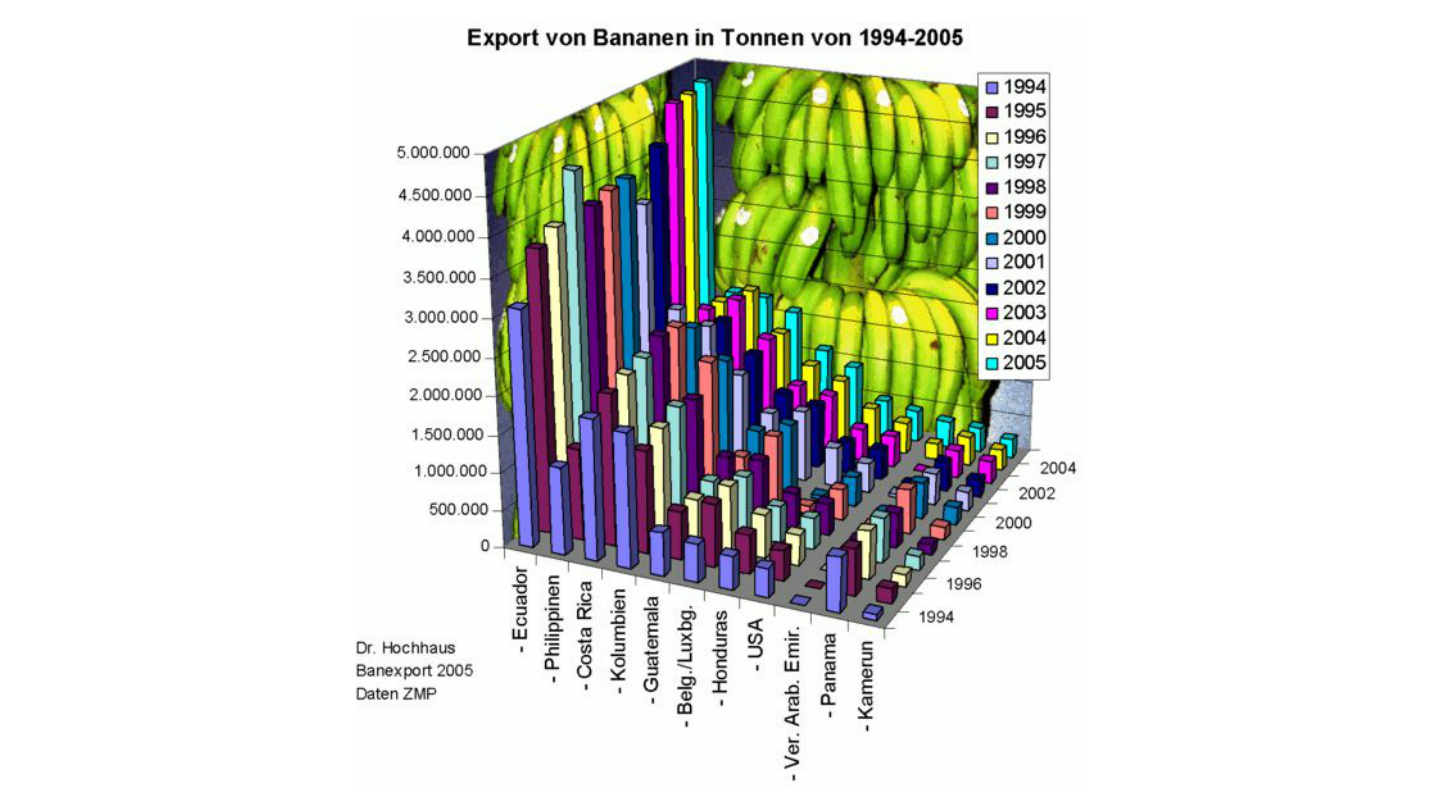 Export von Bananen in Tonnen von 1994-2005
1994
1995
1996
1997
1998
1999
2000
2001
2002
2003
2004
2005
5.000.000
4.500.000
4.000.000
3.500.000
3.000.000
2.500.000
2.000.000
1.500.000
1.000.000
500.000
0
- Ecuador
- Philippinen
- Costa Rica
- Kolumbien
- Guatemala
- Belg./Luxbg.
- Honduras
- USA
- Ver. Arab. Emir.
- Panama
- Kamerun
1994
1996
1998
2000
2002
2004
Dr. Hochhaus
Banexport 2005
Daten ZMP